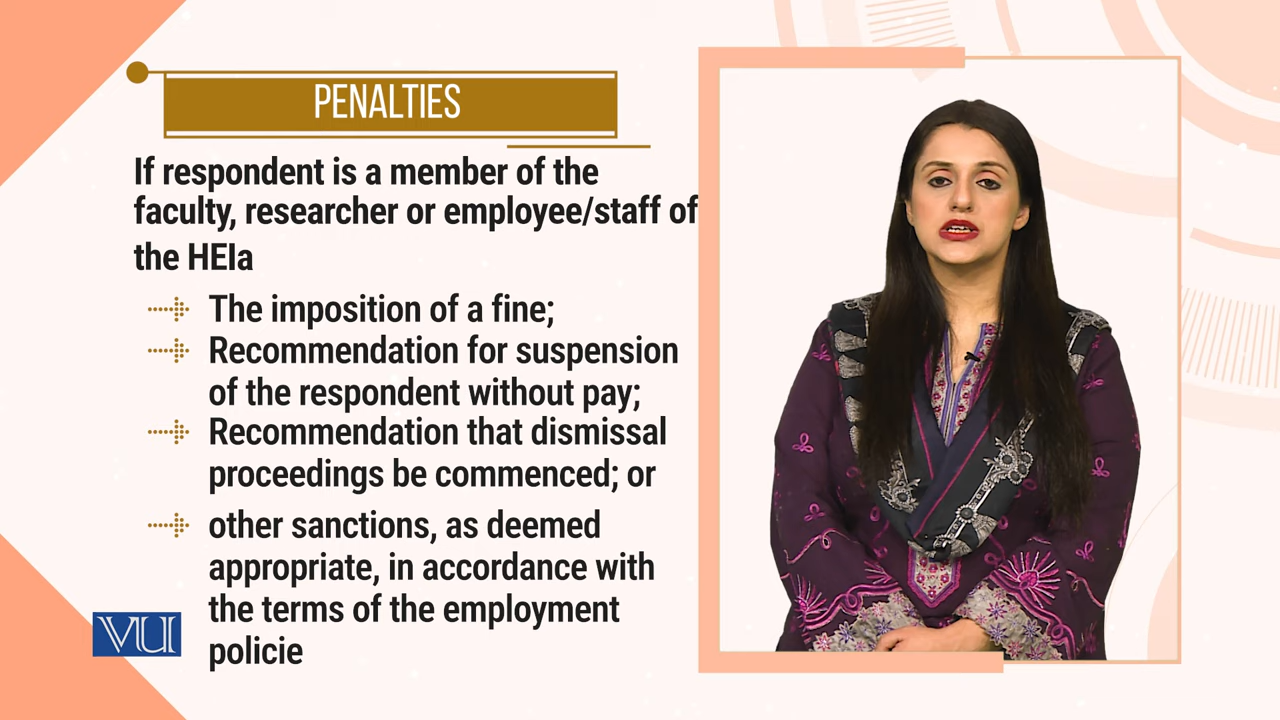 PENALTIES
If respondent is a member of the
faculty, researcher or employee/staff of
the HEIa
The imposition of a fine;
Recommendation for suspension
of the respondent without pay;
Recommendation that dismissal
proceedings be commenced; or
other sanctions, as deemed
appropriate, in accordance with
the terms of the employment
policie
VU